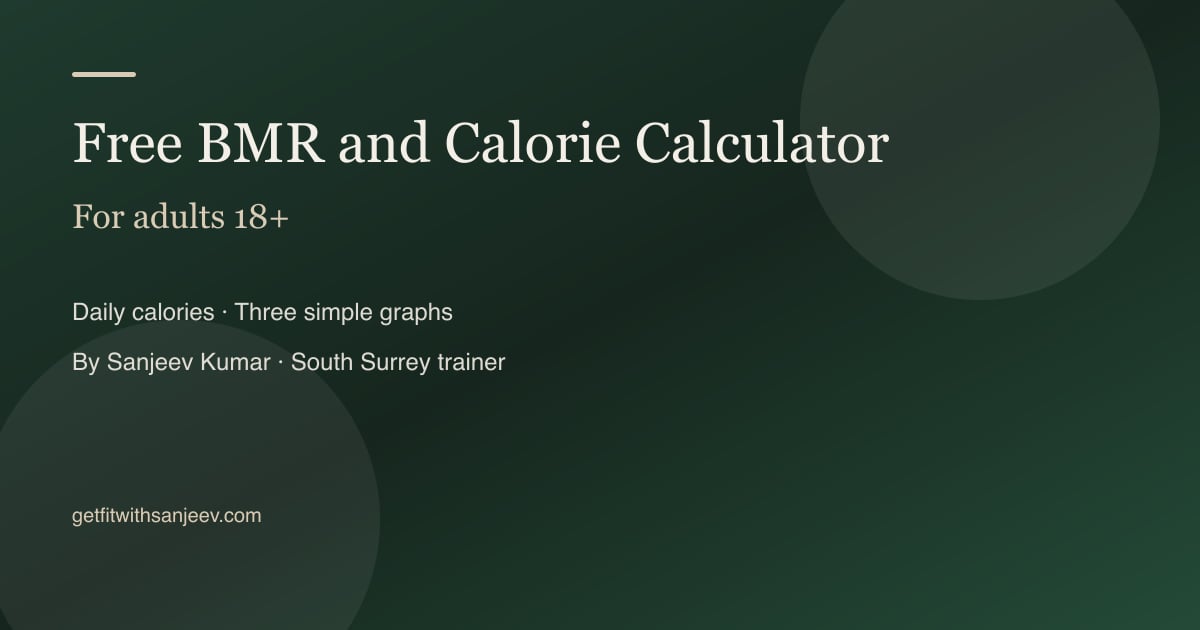 Free BMR and Calorie Calculator
For adults 18+
Daily calories · Three simple graphs
By Sanjeev Kumar · South Surrey trainer
getfitwithsanjeev.com